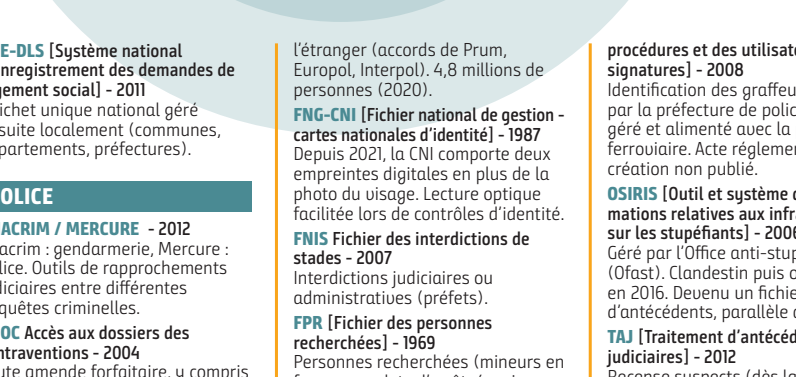 E-DLS [Système national
nregistrement des demandes de
gement social] - 2011
ichet unique national géré
suite localement (communes,
partements, préfectures).
OLICE
ACRIM / MERCURE - 2012
acrim : gendarmerie, Mercure :
lice. Outils de rapprochements
diciaires entre différentes
quêtes criminelles.
OC Accès aux dossiers des
ntraventions - 2004
ute amende forfaitaire, y compris
l'étranger (accords de Prum,
Europol, Interpol). 4,8 millions de
personnes (2020).
FNG-CNI [Fichier national de gestion -
cartes nationales d'identité] - 1987
Depuis 2021, la CNI comporte deux
empreintes digitales en plus de la
photo du visage. Lecture optique
facilitée lors de contrôles d'identité.
FNIS Fichier des interdictions de
stades - 2007
Interdictions judiciaires ou
administratives (préfets).
FPR [Fichier des personnes
recherchées] - 1969
Personnes recherchées (mineurs en
procédures et des utilisate
signatures] - 2008
Identification des graffeu
par la préfecture de polic
géré et alimenté avec la
ferroviaire. Acte réglemen
création non publié.
OSIRIS [Outil et système d
mations relatives aux infra
sur les stupéfiants] - 2006
Géré par l'Office anti-stup
(Ofast). Clandestin puis o
en 2016. Devenu un fichie
d'antécédents, parallèle a
TAJ [Traitement d'antécéd
judiciaires] - 2012